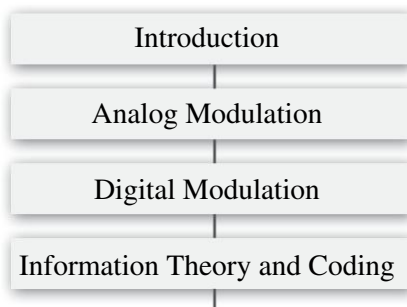 Introduction
Analog Modulation
Digital Modulation
Information Theory and Coding